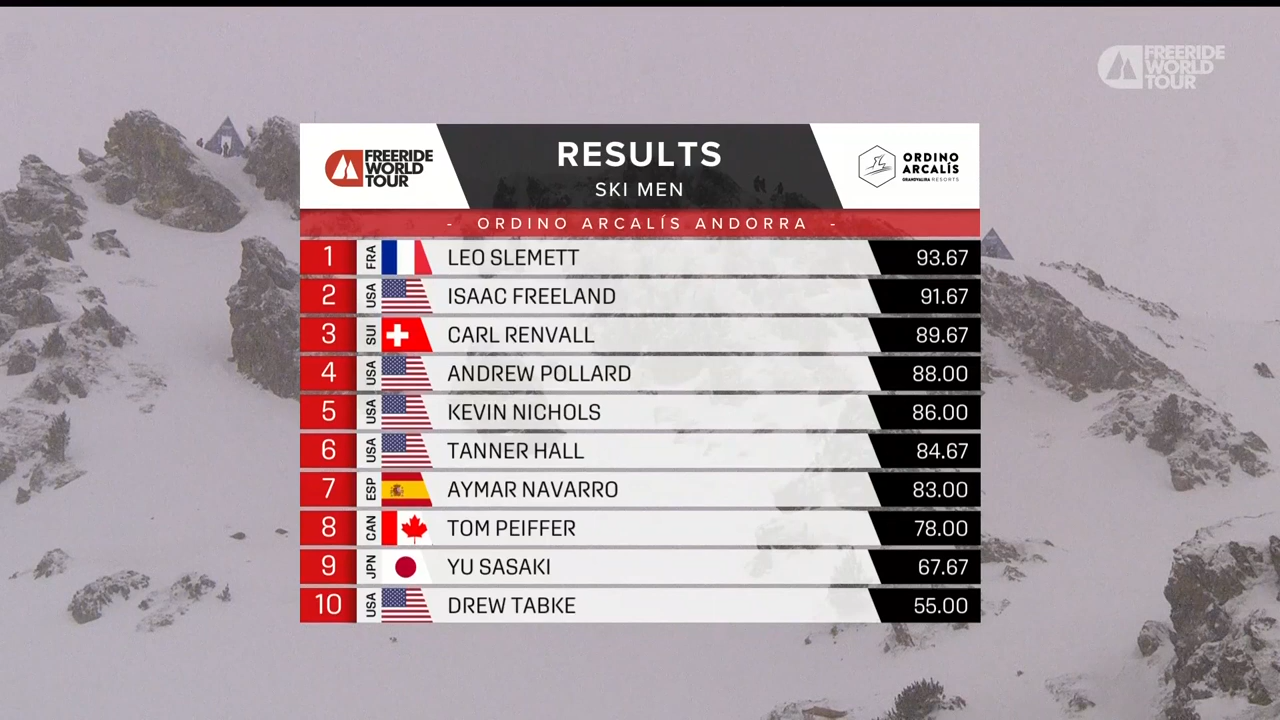 FREERIDE
WORLD
TOUR
FREERIDE
WORLD
TOUR
RESULTS
SKI MEN
ORDINO
ARCALÍS
GRANDVALIRA RESORTS
- ORDINO ARCALÍS ANDORRA -
1 FRA LEO SLEMETT 93.67
2 USA ISAAC FREELAND 91.67
3 SUI CARL RENVALL 89.67
4 USA ANDREW POLLARD 88.00
5 USA KEVIN NICHOLS 86.00
6 USA TANNER HALL 84.67
7 ESP AYMAR NAVARRO 83.00
8 CAN TOM PEIFFER 78.00
9 JPN YU SASAKI 67.67
10 USA DREW TABKE 55.00